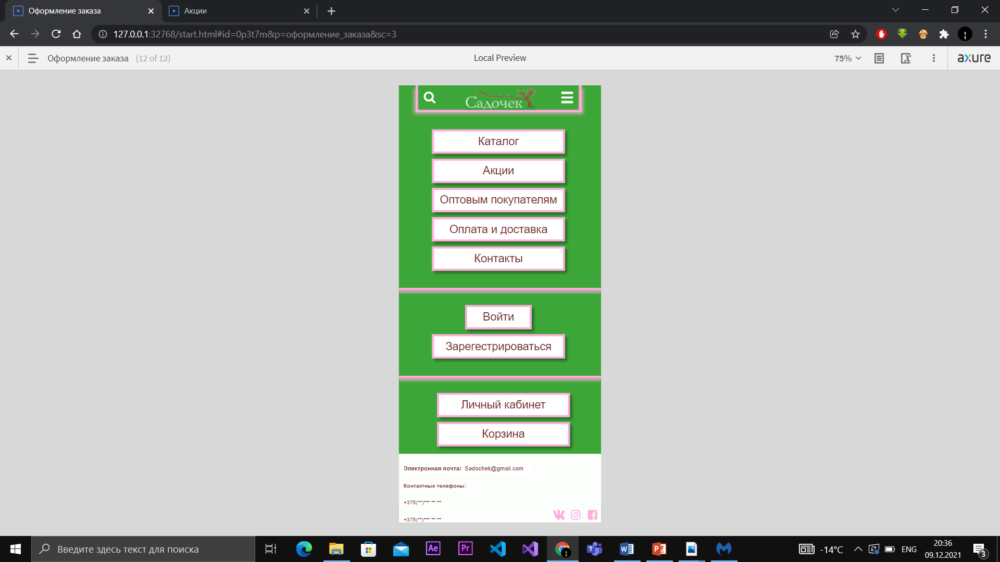 Оформление заказа
Акции
127.0.0.1:32768/start.html#id=0p3t7m&p=оформление_заказа&sc=3
Оформление заказа (12 of 12)
Local Preview
75%
axure
Садочек
Каталог
Акции
Оптовым покупателям
Оплата и доставка
Контакты
Войти
Зарегестрироваться
Личный кабинет
Корзина
Электронная почта: Sadochek@gmail.com
Контактные телефоны:
+375(**)*** ** **
+375(**)*** ** **
Введите здесь текст для поиска
Ae
Pr
-14°C
ENG
20:36
09.12.2021
3